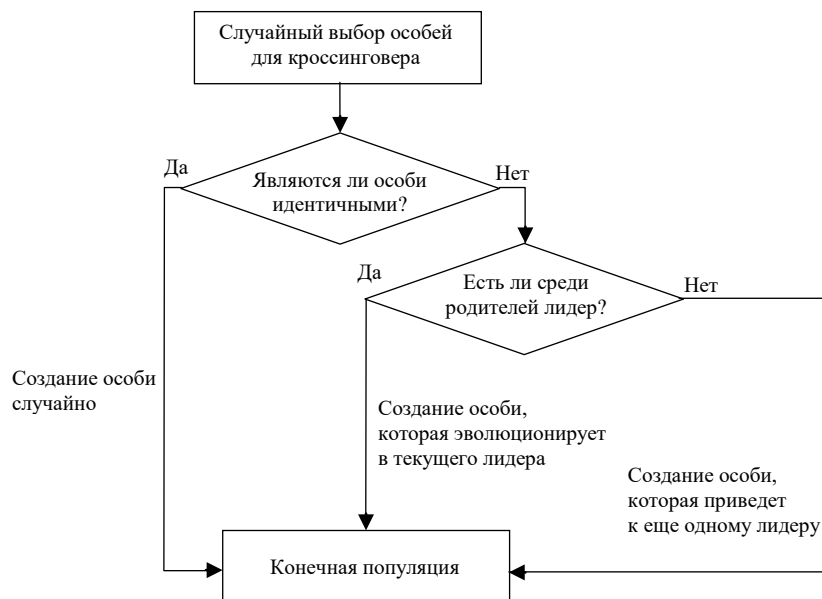 Случайный выбор особей
для кроссинговера
Да
Нет
Являются ли особи
идентичными?
Да
Нет
Есть ли среди
родителей лидер?
Создание особи
случайно
Создание особи,
которая эволюционирует
в текущего лидера
Создание особи,
которая приведет
к еще одному лидеру
Конечная популяция